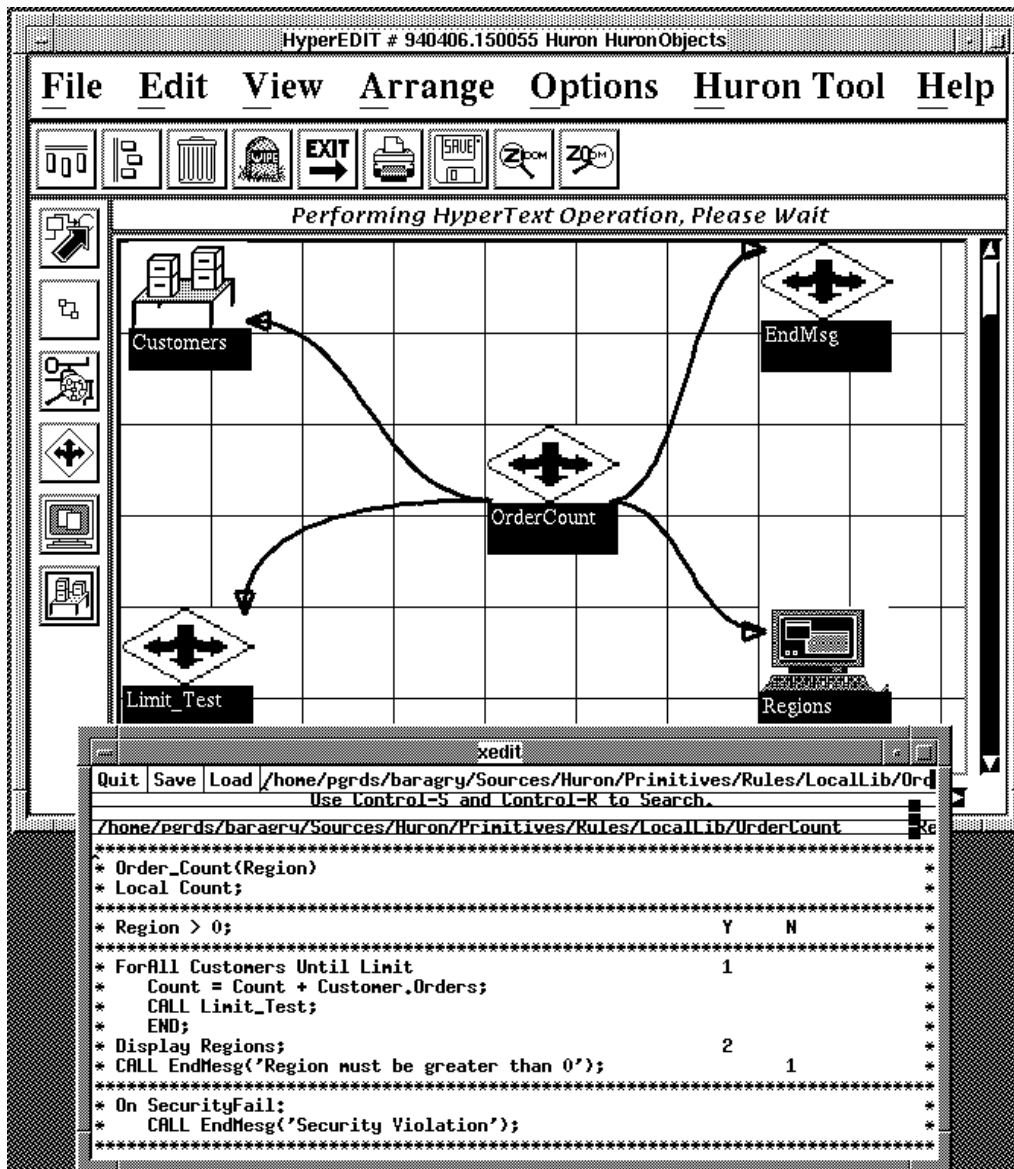 HyperEDIT # 940406.150055 Huron HuronObjects
File Edit View Arrange Options Huron Tool Help
WIPE EXIT SAVE ZOOM ZOOM
Performing HyperText Operation, Please Wait
Customers
EndMsg
OrderCount
Limit_Test
Regions
xedit
Quit Save Load /home/pgrds/baragry/Sources/Huron/Primitives/Rules/LocalLib/Ord
Use Control-S and Control-R to Search.
/home/pgrds/baragry/Sources/Huron/Primitives/Rules/LocalLib/OrderCount Re
******************************************************************************
* Order_Count(Region) *
* Local Count; *
******************************************************************************
* Region > 0; Y N *
******************************************************************************
* ForAll Customers Until Limit 1 *
* Count = Count + Customer.Orders; *
* CALL Limit_Test; *
* END; *
* Display Regions; 2 *
* CALL EndMesg('Region must be greater than 0'); 1 *
******************************************************************************
* On SecurityFail: *
* CALL EndMesg('Security Violation'); *
******************************************************************************